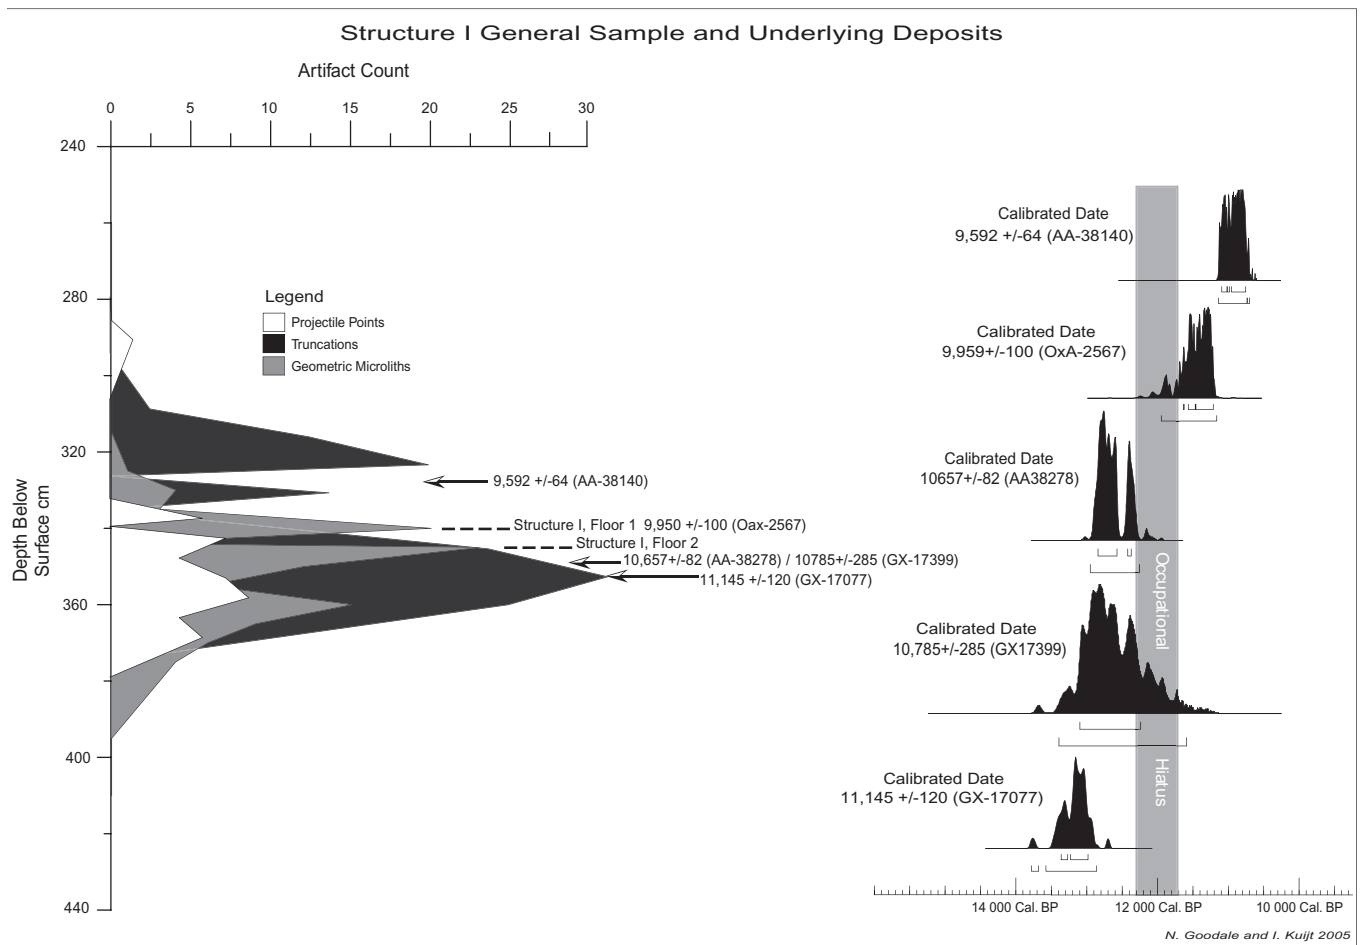 Structure I General Sample and Underlying Deposits
Artifact Count
0 5 10 15 20 25 30
240
280
320
360
400
440
Depth Below
Surface cm
Legend
Projectile Points
Truncations
Geometric Microliths
9,592 +/-64 (AA-38140)
Structure I, Floor 1 9,950 +/-100 (Oax-2567)
Structure I, Floor 2
10,657+/-82 (AA-38278) / 10785+/-285 (GX-17399)
11,145 +/-120 (GX-17077)
Calibrated Date
9,592 +/-64 (AA-38140)
Calibrated Date
9,959+/-100 (OxA-2567)
Calibrated Date
10657+/-82 (AA38278)
Calibrated Date
10,785+/-285 (GX17399)
Calibrated Date
11,145 +/-120 (GX-17077)
Occupational
Hiatus
14 000 Cal. BP 12 000 Cal. BP 10 000 Cal. BP
N. Goodale and I. Kuijt 2005